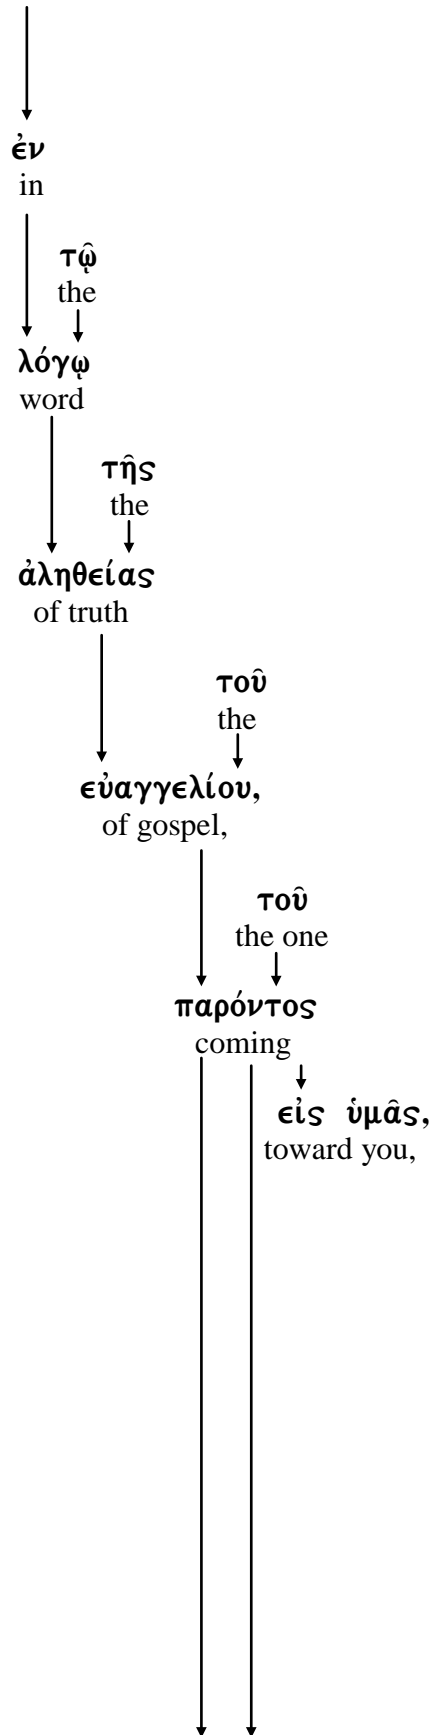 ἐν
in
τῷ
the
λόγῳ
word
τῆς
the
ἀληθείας
of truth
τοῦ
the
εὐαγγελίου,
of gospel,
τοῦ
the one
παρόντος
coming
εἰς ὑμᾶς,
toward you,